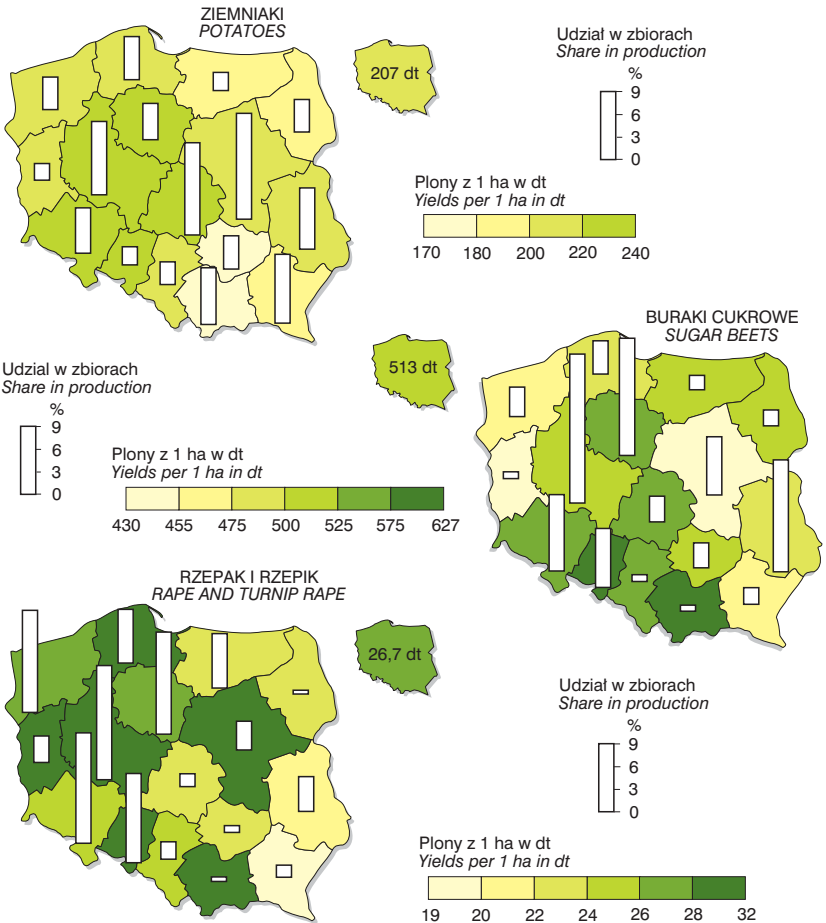 ZIEMNIAKI
POTATOES
207 dt
Udział w zbiorach
Share in production
%
9
6
3
0
Plony z 1 ha w dt
Yields per 1 ha in dt
170 180 200 220 240
BURAKI CUKROWE
SUGAR BEETS
513 dt
Udzial w zbiorach
Share in production
%
9
6
3
0
Plony z 1 ha w dt
Yields per 1 ha in dt
430 455 475 500 525 575 627
RZEPAK I RZEPIK
RAPE AND TURNIP RAPE
26,7 dt
Udział w zbiorach
Share in production
%
9
6
3
0
Plony z 1 ha w dt
Yields per 1 ha in dt
19 20 22 24 26 28 32